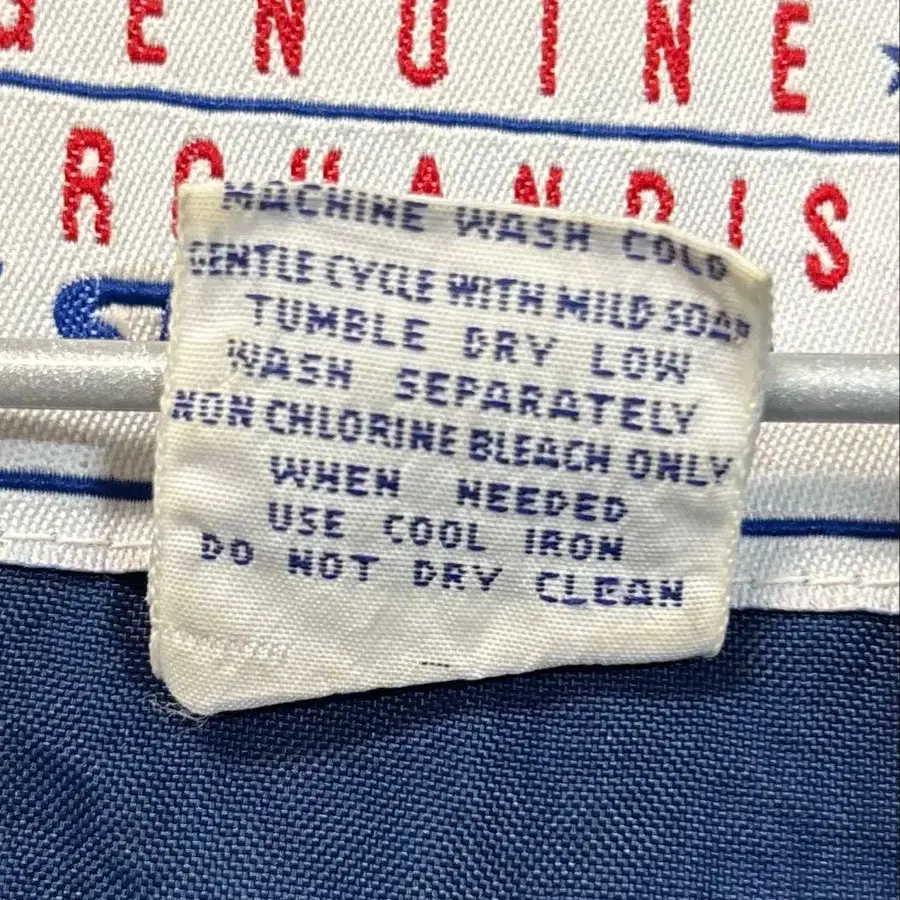 GENUINE
MACHINE WASH COLD
GENTLE CYCLE WITH MILD SOAP
TUMBLE DRY LOW
WASH SEPARATELY
NON CHLORINE BLEACH ONLY
WHEN NEEDED
USE COOL IRON
DO NOT DRY CLEAN